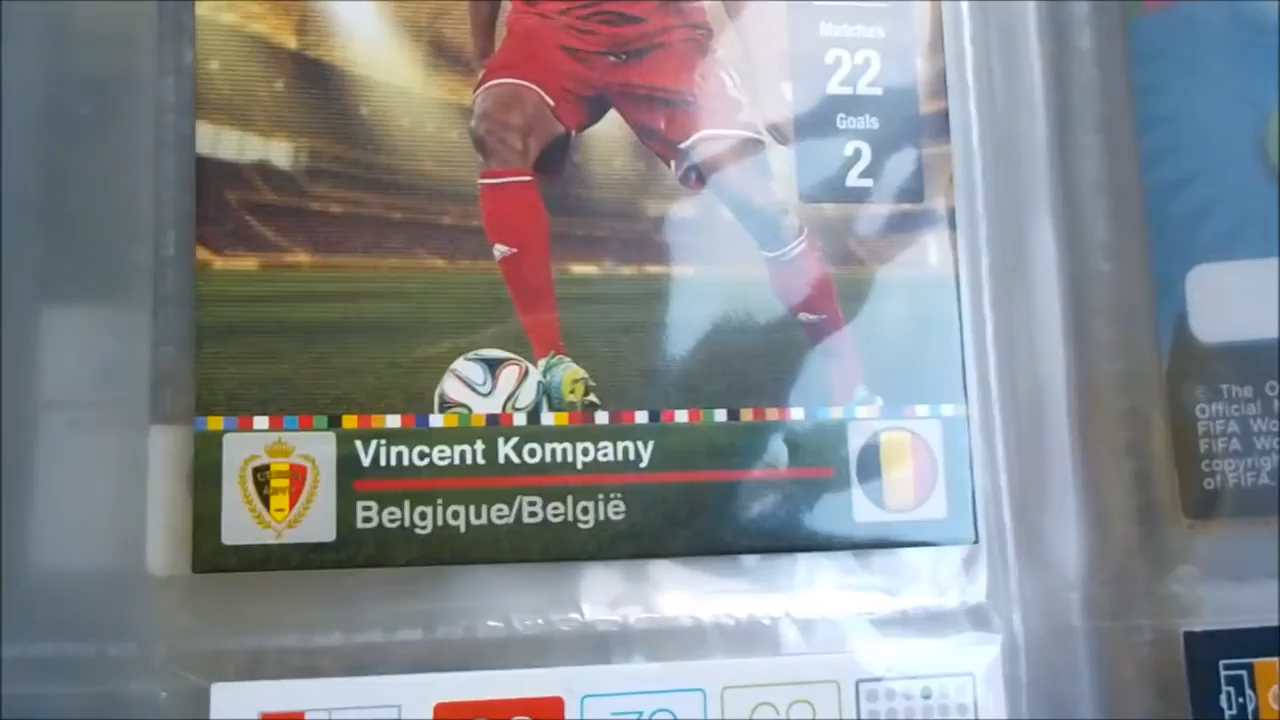 Matches
22
Goals
2
Vincent Kompany
Belgique/België
© The O
Official
FIFA Wo
FIFA Wo
copyrigh
of FIFA.